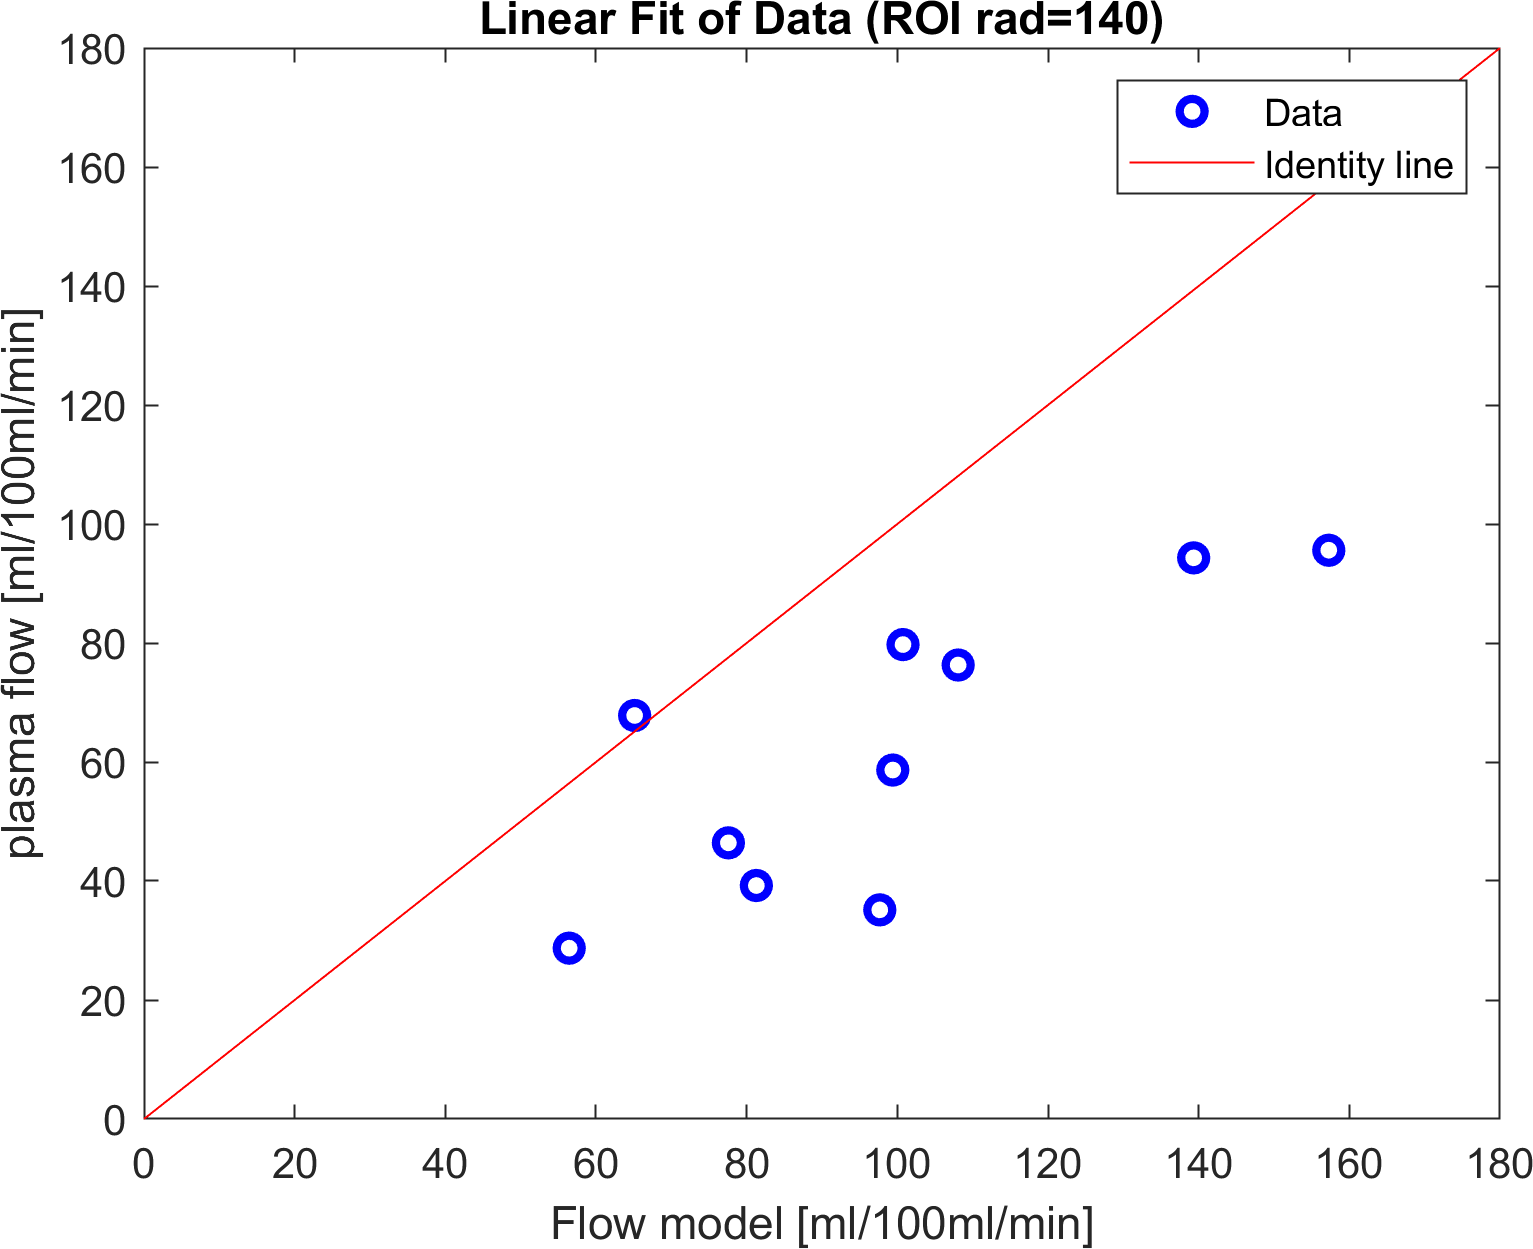 Linear Fit of Data (ROI rad=140)
180
160
140
120
100
80
60
40
20
0
plasma flow [ml/100ml/min]
Data
Identity line
0 20 40 60 80 100 120 140 160 180
Flow model [ml/100ml/min]